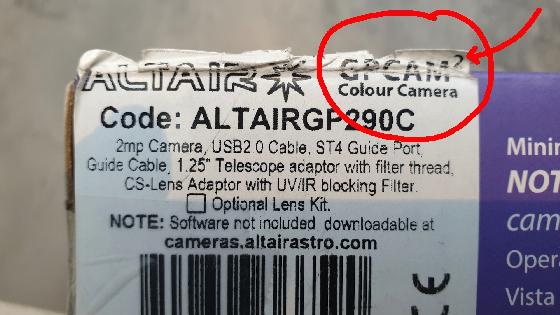 ALTAIR GPCAM²
Colour Camera
Code: ALTAIRGP290C
2mp Camera, USB2.0 Cable, ST4 Guide Port,
Guide Cable, 1.25" Telescope adaptor with filter thread,
CS-Lens Adaptor with UV/IR blocking Filter.
Optional Lens Kit.
NOTE: Software not included downloadable at
cameras.altairastro.com
CE
NOT
cam
Opera
Vista